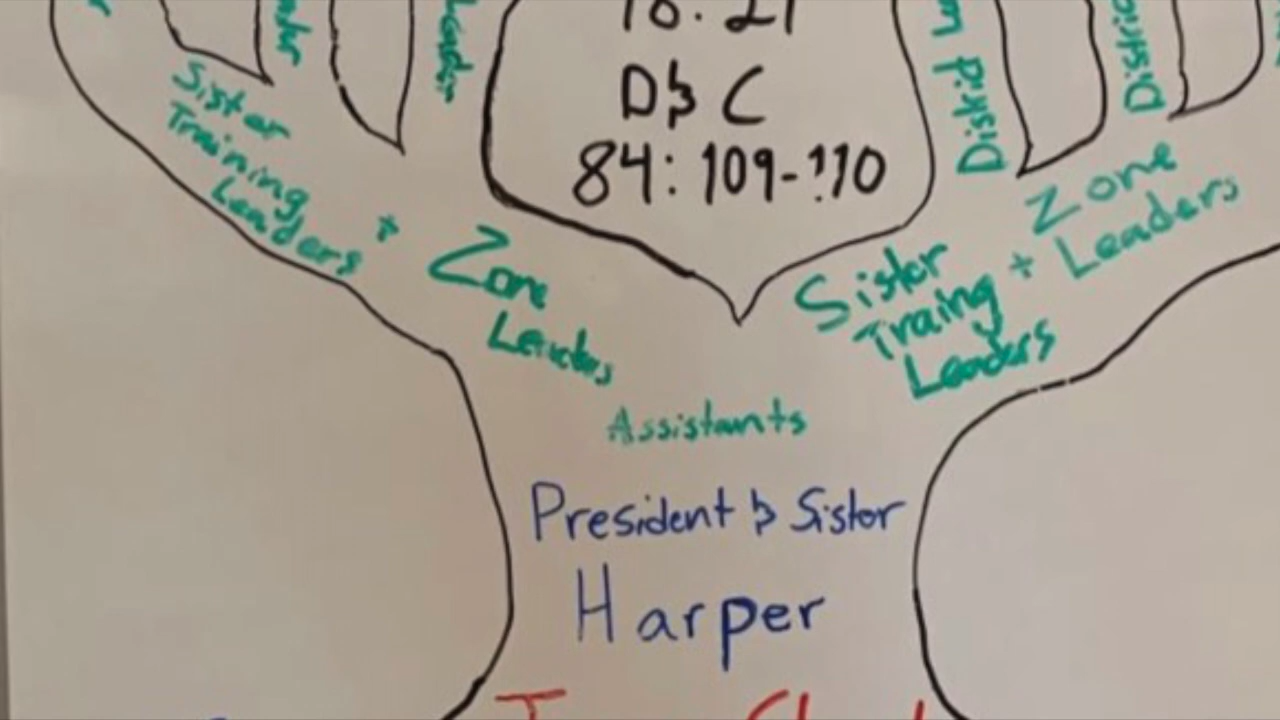 18:21
D&C
84:109-110
District
District
Sister
Training
Leaders
+
Zone
Leaders
Sister
Traing
Leaders
+
Zone
Leaders
Assistants
President & Sister
Harper